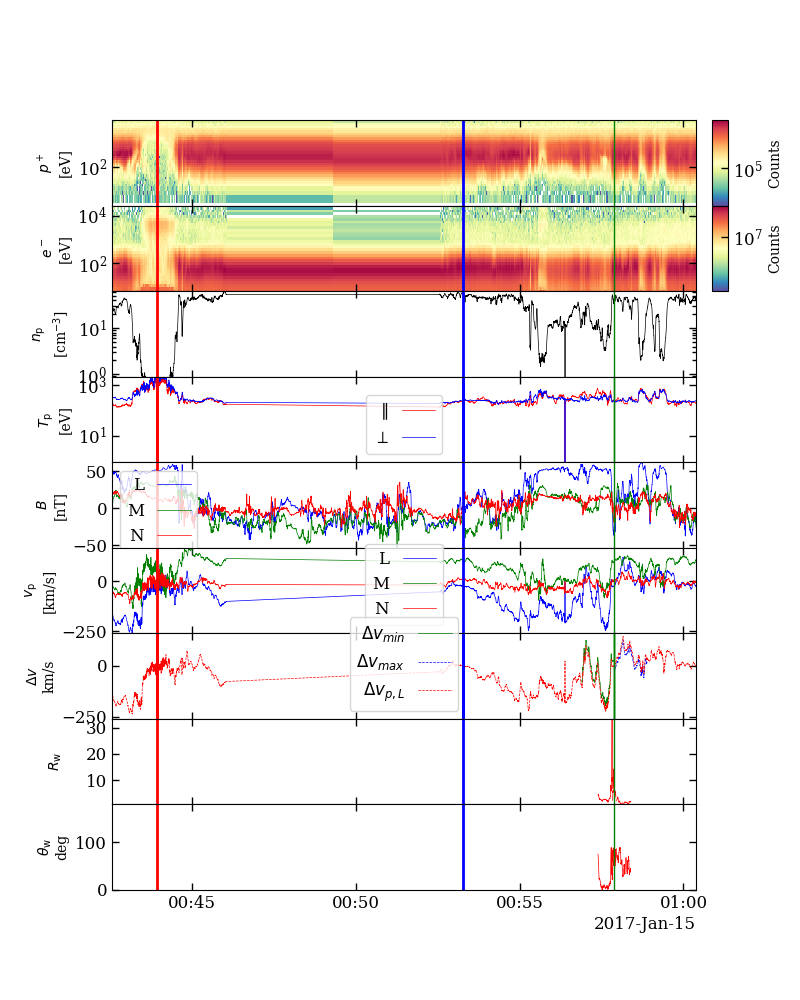 p+
[eV]
10²
10⁵
Counts
10⁴
e−
[eV]
10²
10⁷
Counts
np
[cm−3]
10¹
10⁰
Tp
[eV]
10³
10¹
∥
⊥
B
[nT]
50
0
−50
L
M
N
vp
[km/s]
0
−250
L
M
N
Δv
km/s
0
−250
Δvmin
Δvmax
Δvp,L
Rw
30
20
10
θw
deg
100
0
00:45 00:50 00:55 01:00
2017-Jan-15